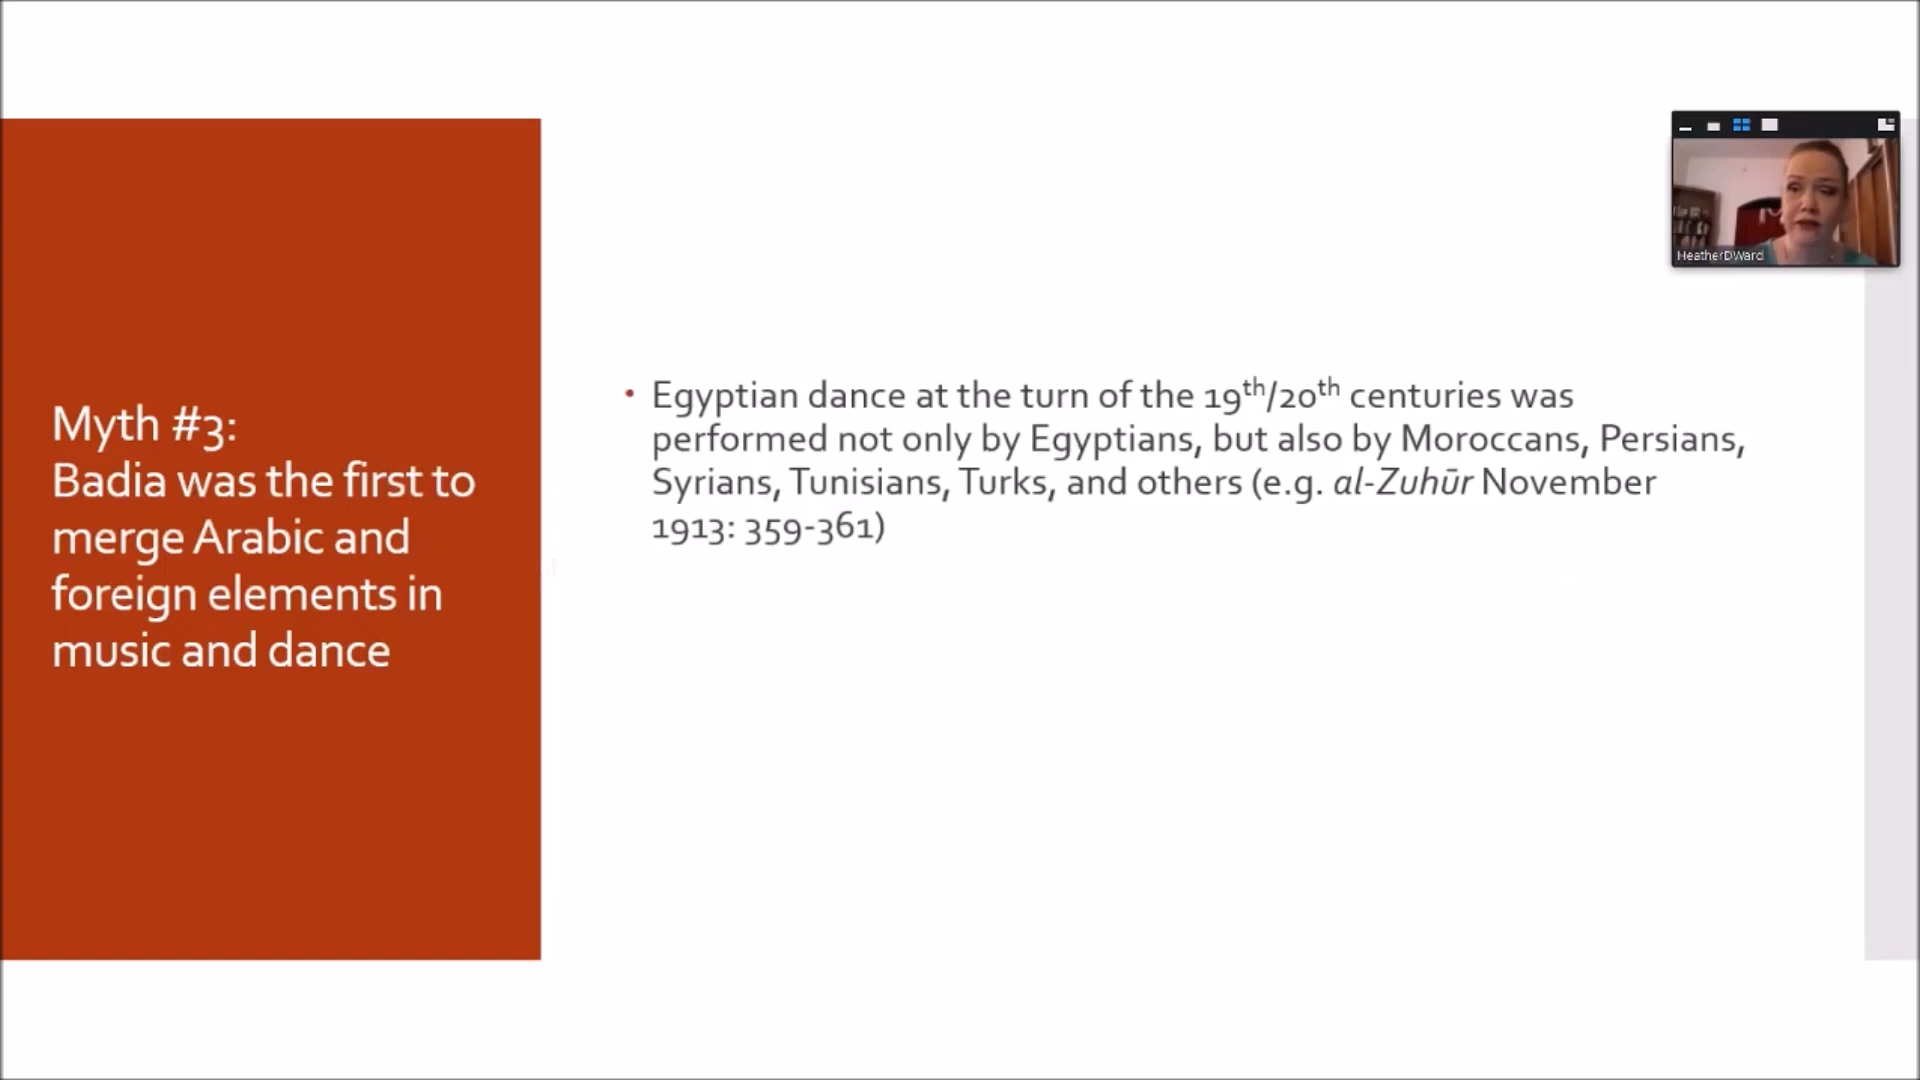 Myth #3:
Badia was the first to
merge Arabic and
foreign elements in
music and dance
Egyptian dance at the turn of the 19th/20th centuries was
performed not only by Egyptians, but also by Moroccans, Persians,
Syrians, Tunisians, Turks, and others (e.g. al-Zuhūr November
1913: 359-361)
HeatherDWard